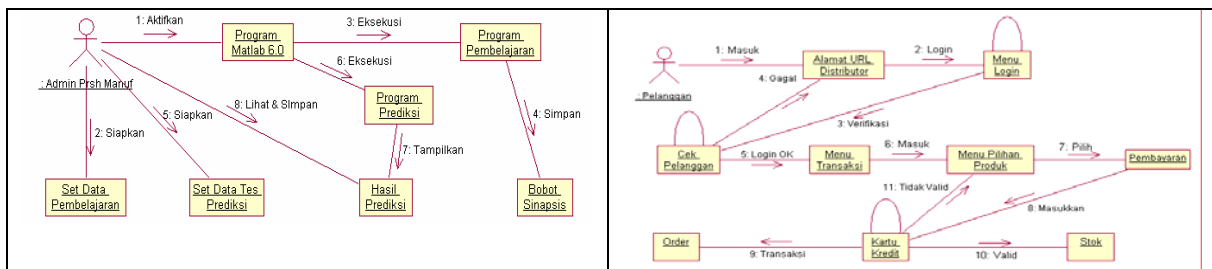 1: Aktifkan
Program
Matlab 6.0
3: Eksekusi
Program
Pembelajaran
: Admin Prsh Manuf
6: Eksekusi
Program
Prediksi
5: Siapkan
8: Lihat & SImpan
4: Simpan
2: Siapkan
7: Tampilkan
Set Data
Pembelajaran
Set Data Tes
Prediksi
Hasil
Prediksi
Bobot
Sinapsis
1: Masuk
Alamat URL
Distributor
2: Login
Menu
Login
: Pelanggan
4: Gagal
3: Verifikasi
Cek
Pelanggan
5: Login OK
Menu
Transaksi
6: Masuk
Menu Pilihan
Produk
7: Pilih
Pembayaran
11: Tidak Valid
8: Masukkan
Order
9: Transaksi
Kartu
Kredit
10: Valid
Stok